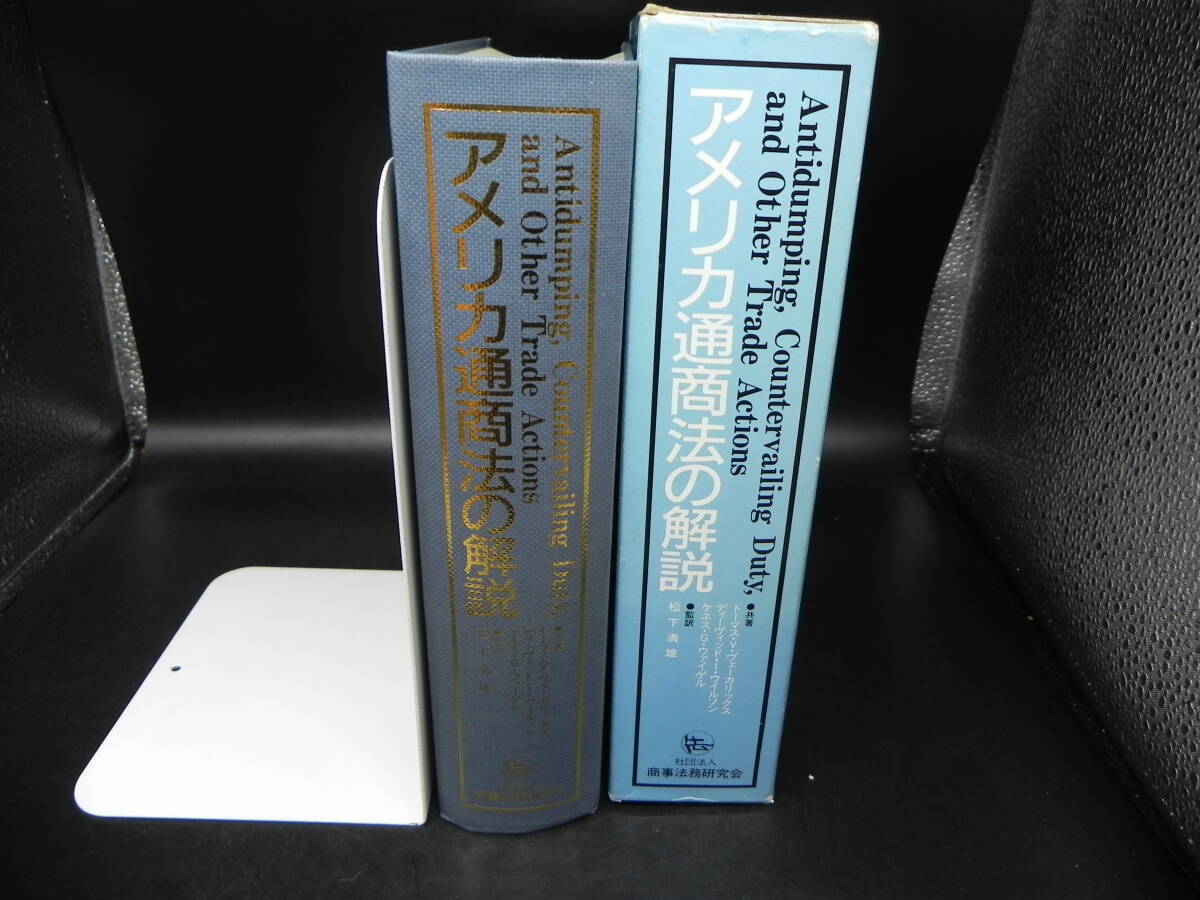 Antidumping, Countervailing Duty,
and Other Trade Actions
アメリカ通商法の解説
Antidumping, Countervailing Duty,
and Other Trade Actions
アメリカ通商法の解説
●共著
トーマス・V・ヴェーカリックス
ディーヴィッド・I・ウイルソン
ケネス・G・ウァイゲル
●監訳
松下満雄
研
社団法人
商事法務研究会